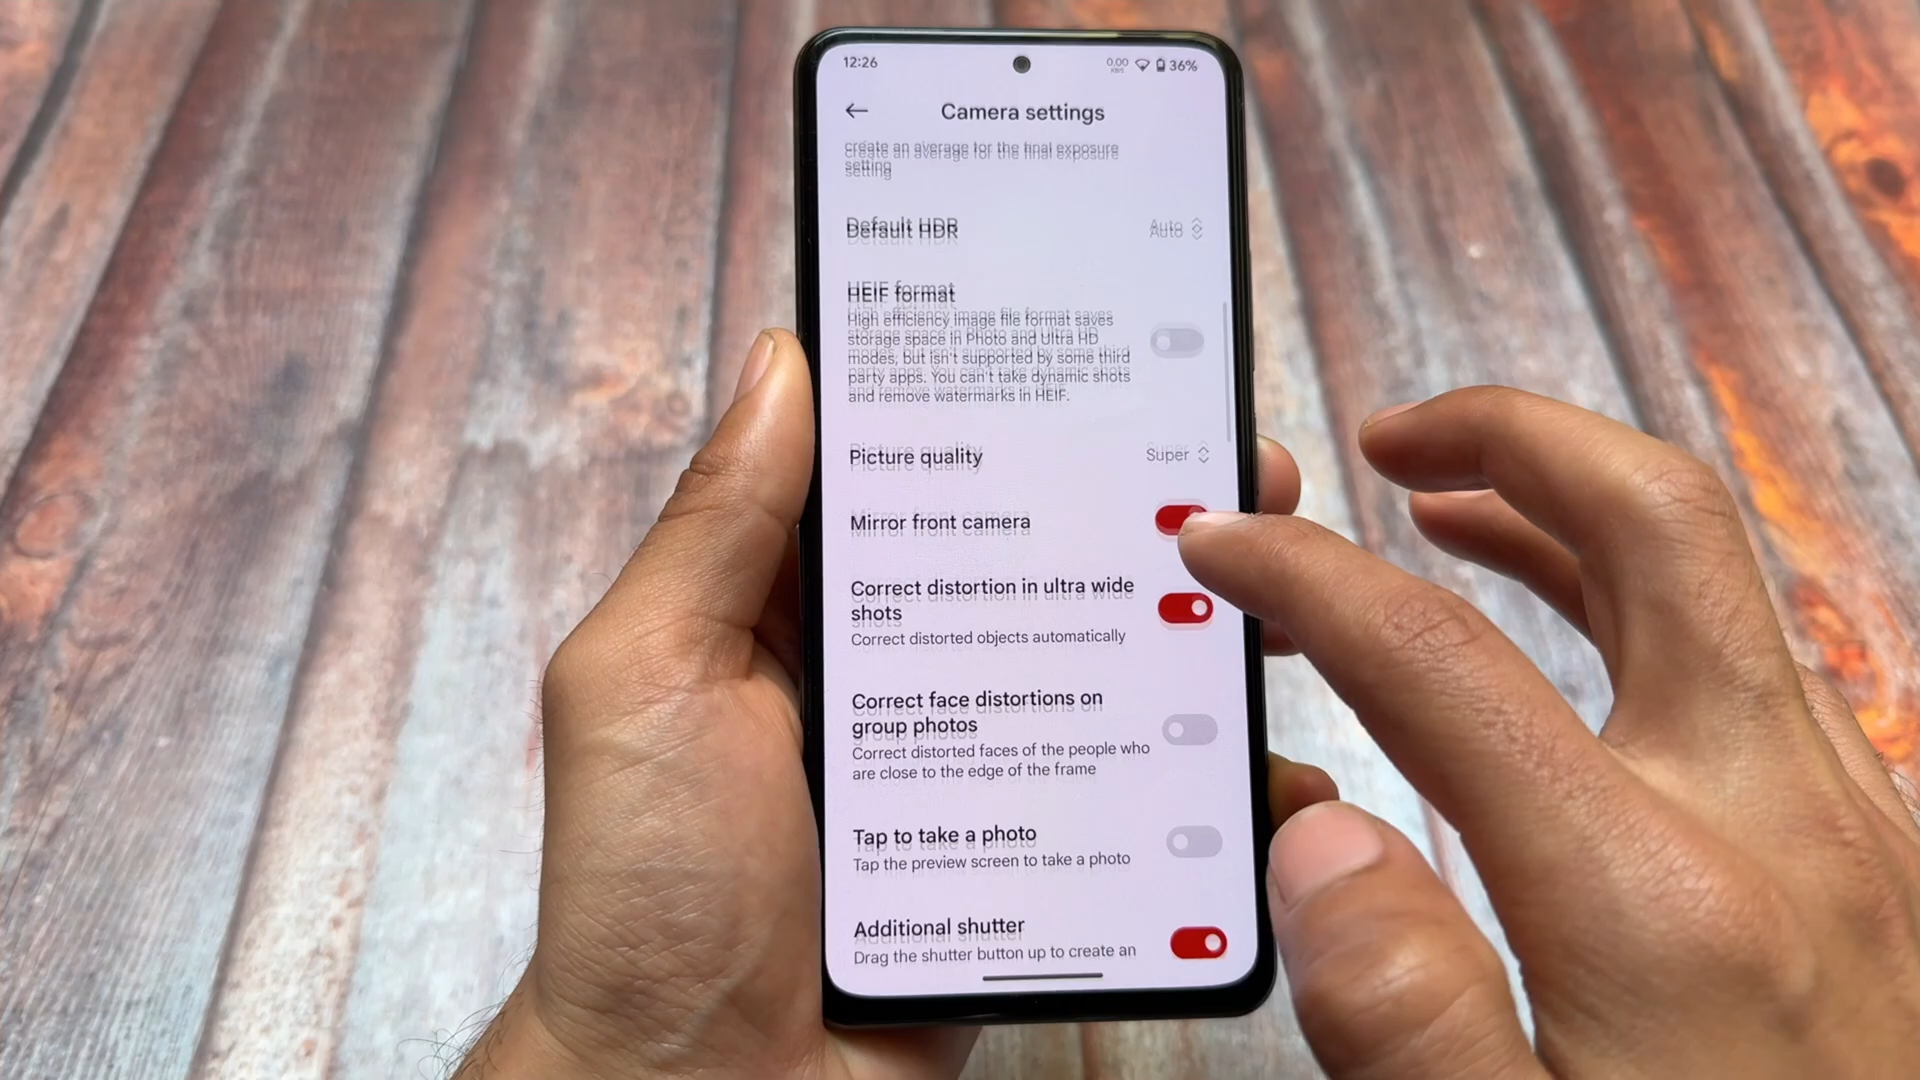 12:26
0.00
KB/S
36%
Camera settings
create an average for the final exposure
setting
Default HDR
Auto
HEIF format
High efficiency image file format saves
storage space in Photo and Ultra HD
modes, but isn't supported by some third
party apps. You can't take dynamic shots
and remove watermarks in HEIF.
Picture quality
Super
Mirror front camera
Correct distortion in ultra wide
shots
Correct distorted objects automatically
Correct face distortions on
group photos
Correct distorted faces of the people who
are close to the edge of the frame
Tap to take a photo
Tap the preview screen to take a photo
Additional shutter
Drag the shutter button up to create an